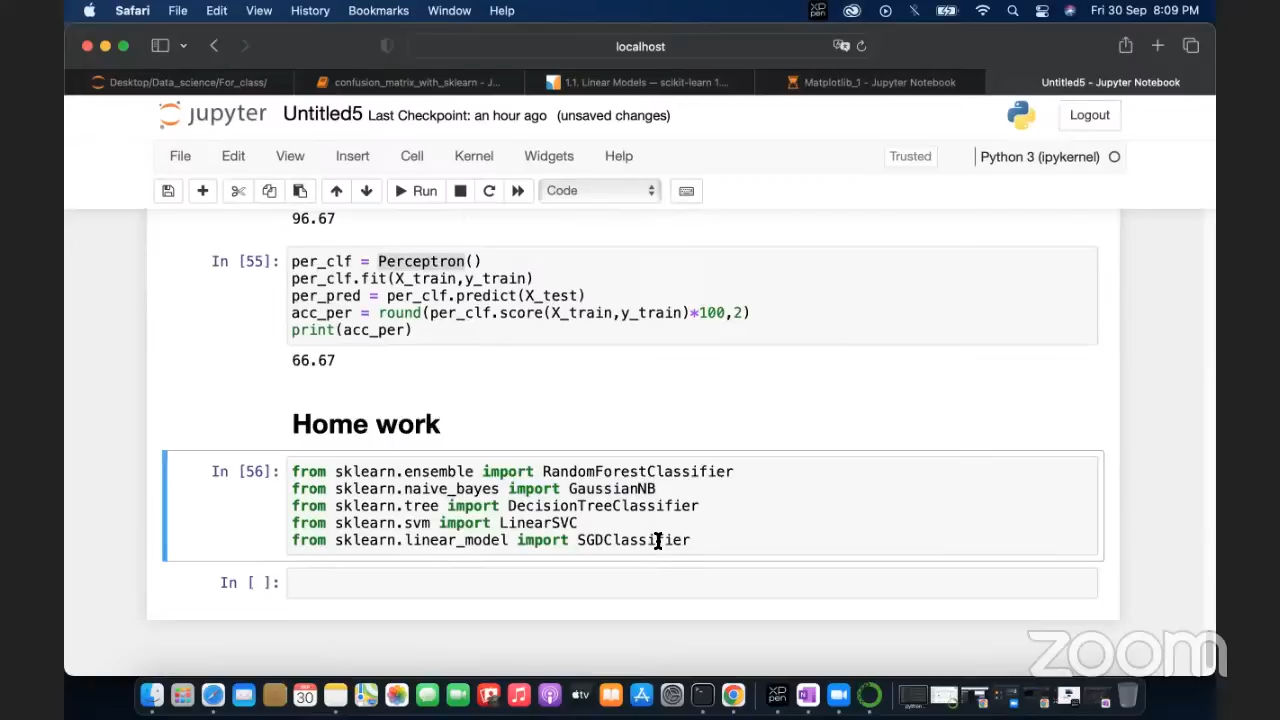 Safari File Edit View History Bookmarks Window Help XP PEN Fri 30 Sep 8:09 PM
localhost
Desktop/Data_science/For_class/ confusion_matrix_with_sklearn - J... 1.1. Linear Models — scikit-learn 1.... Matplotlib_1 - Jupyter Notebook Untitled5 - Jupyter Notebook
jupyter Untitled5 Last Checkpoint: an hour ago (unsaved changes) Logout
File Edit View Insert Cell Kernel Widgets Help Trusted Python 3 (ipykernel)
Run Code
96.67
In [55]: per_clf = Perceptron()
per_clf.fit(X_train,y_train)
per_pred = per_clf.predict(X_test)
acc_per = round(per_clf.score(X_train,y_train)*100,2)
print(acc_per)
66.67
Home work
In [56]: from sklearn.ensemble import RandomForestClassifier
from sklearn.naive_bayes import GaussianNB
from sklearn.tree import DecisionTreeClassifier
from sklearn.svm import LinearSVC
from sklearn.linear_model import SGDClassifier
In [ ]:
zoom